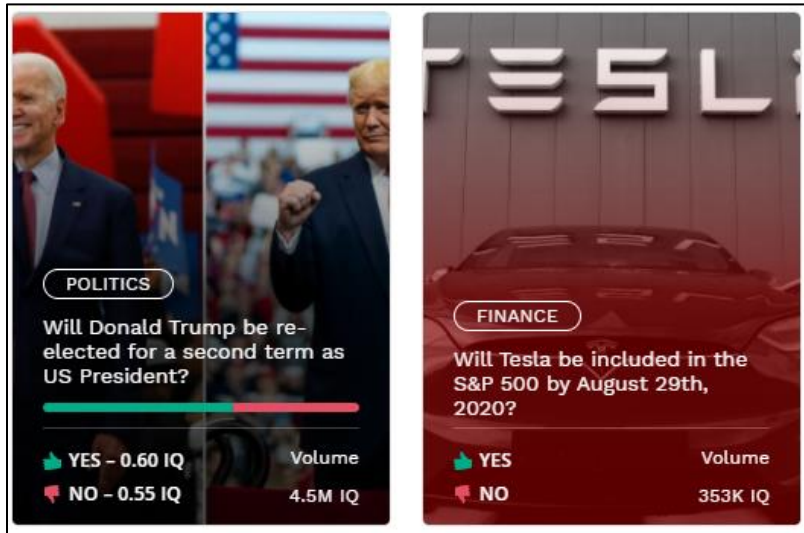 POLITICS
Will Donald Trump be re-
elected for a second term as
US President?
YES – 0.60 IQ
Volume
NO – 0.55 IQ
4.5M IQ
TESL
FINANCE
Will Tesla be included in the
S&P 500 by August 29th,
2020?
YES
Volume
NO
353K IQ